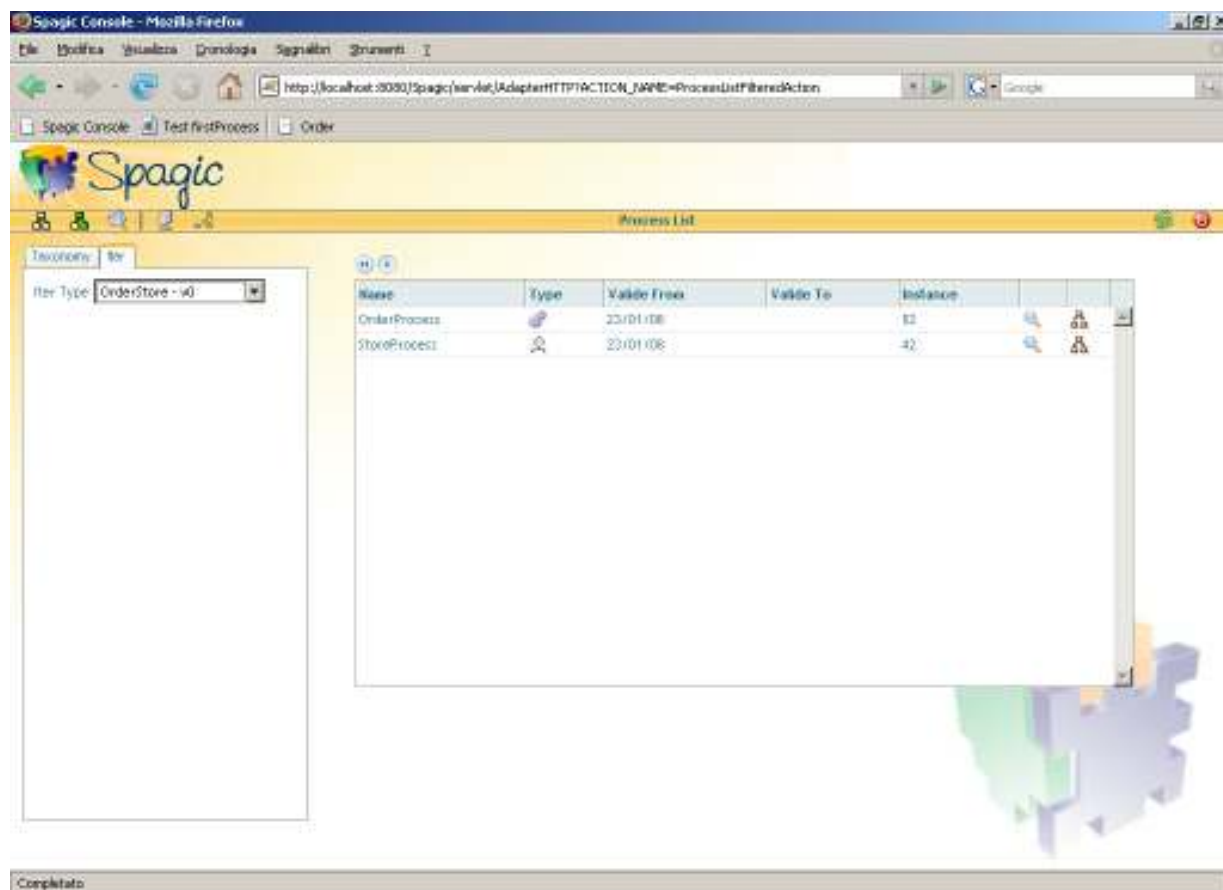 Spagic Console - Mozilla Firefox
File Modifica Visualizza Cronologia Segnalibri Strumenti ?
http://localhost:8080/Spagic/servlet/AdapterHTTP?ACTION_NAME=ProcessListFilteredAction
Google
Spagic Console Test firstProcess Order
Spagic
Process List
Taxonomy Iter
Iter Type OrderStore - v0
Name Type Valide From Valide To Instance
OrderProcess 23/01/08
StoreProcess 23/01/08 42
Completato